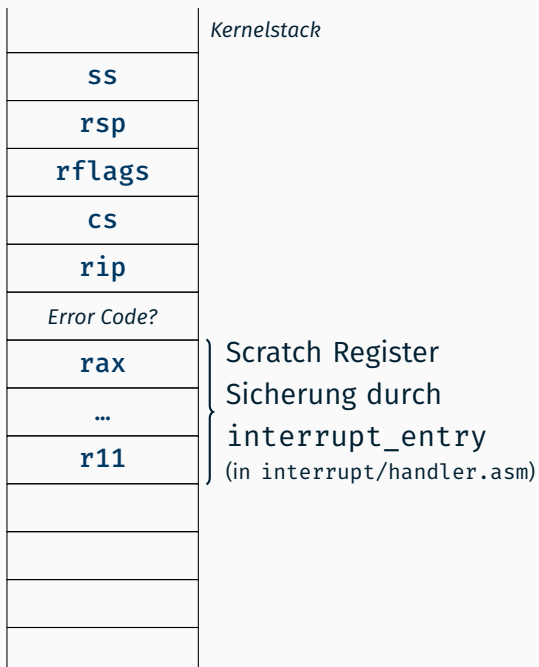 Kernelstack
ss
rsp
rflags
cs
rip
Error Code?
rax
…
r11
Scratch Register
Sicherung durch
interrupt_entry
(in interrupt/handler.asm)